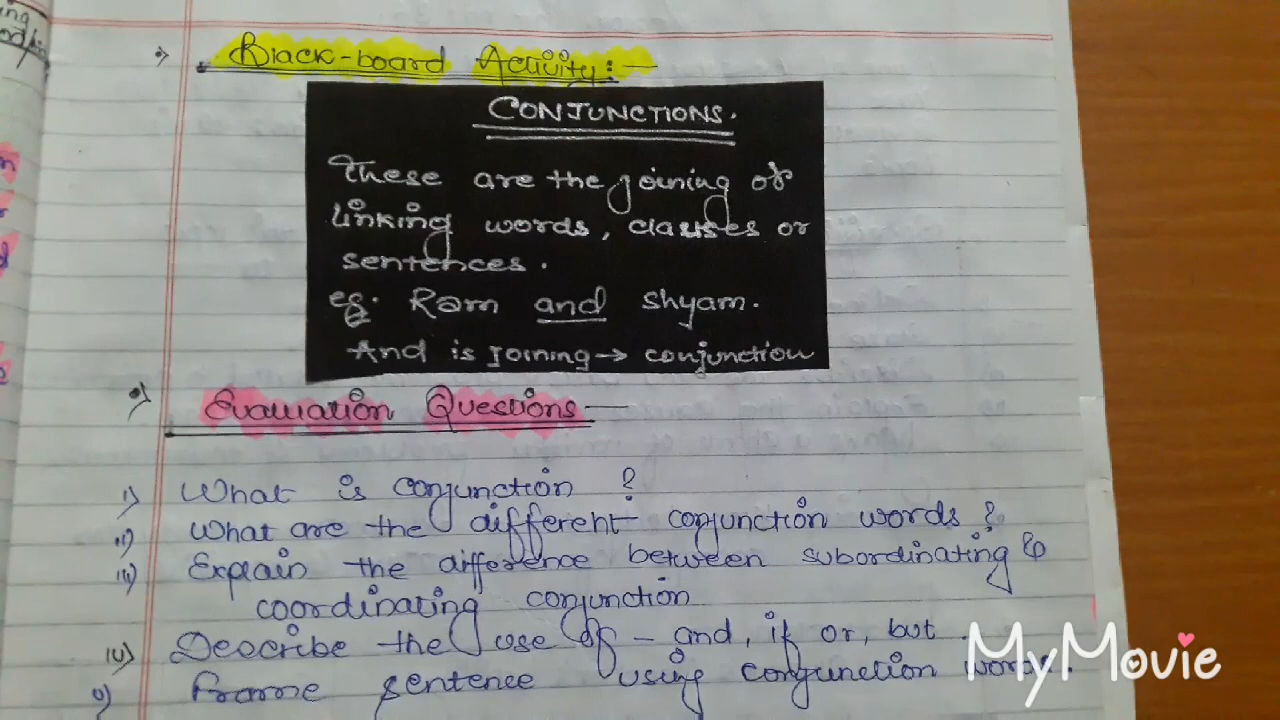 Black-board Activity:-
CONJUNCTIONS.
These are the joining or
linking words, clauses or
sentences.
eg. Ram and Shyam.
And is joining → conjunction
Evaluation Questions-
i) What is conjunction ?
ii) What are the different conjunction words ?
iii) Explain the difference between subordinating &
coordinating conjunction
iv) Describe the use of - and, if or, but.
v) Frame sentence using conjunction words.
MyMovie